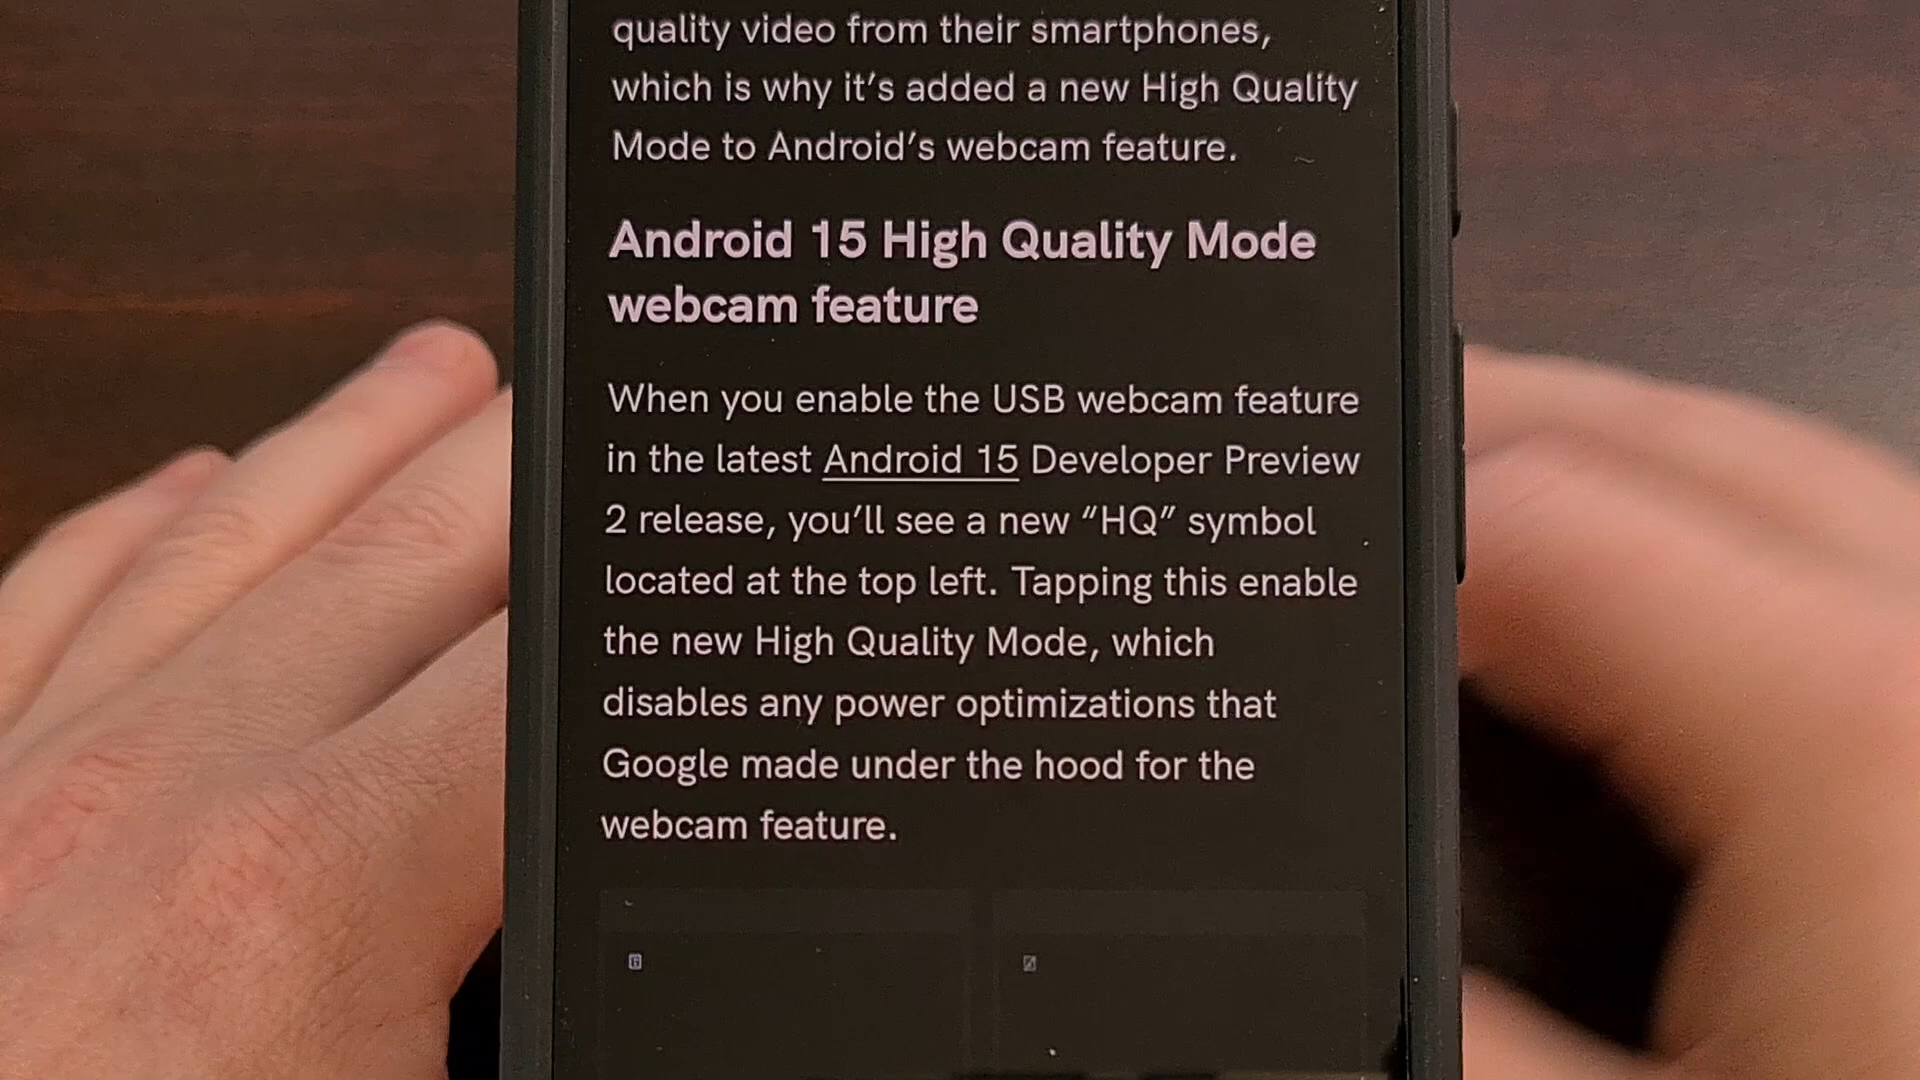 quality video from their smartphones,
which is why it’s added a new High Quality
Mode to Android’s webcam feature.
Android 15 High Quality Mode
webcam feature
When you enable the USB webcam feature
in the latest Android 15 Developer Preview
2 release, you’ll see a new “HQ” symbol
located at the top left. Tapping this enable
the new High Quality Mode, which
disables any power optimizations that
Google made under the hood for the
webcam feature.